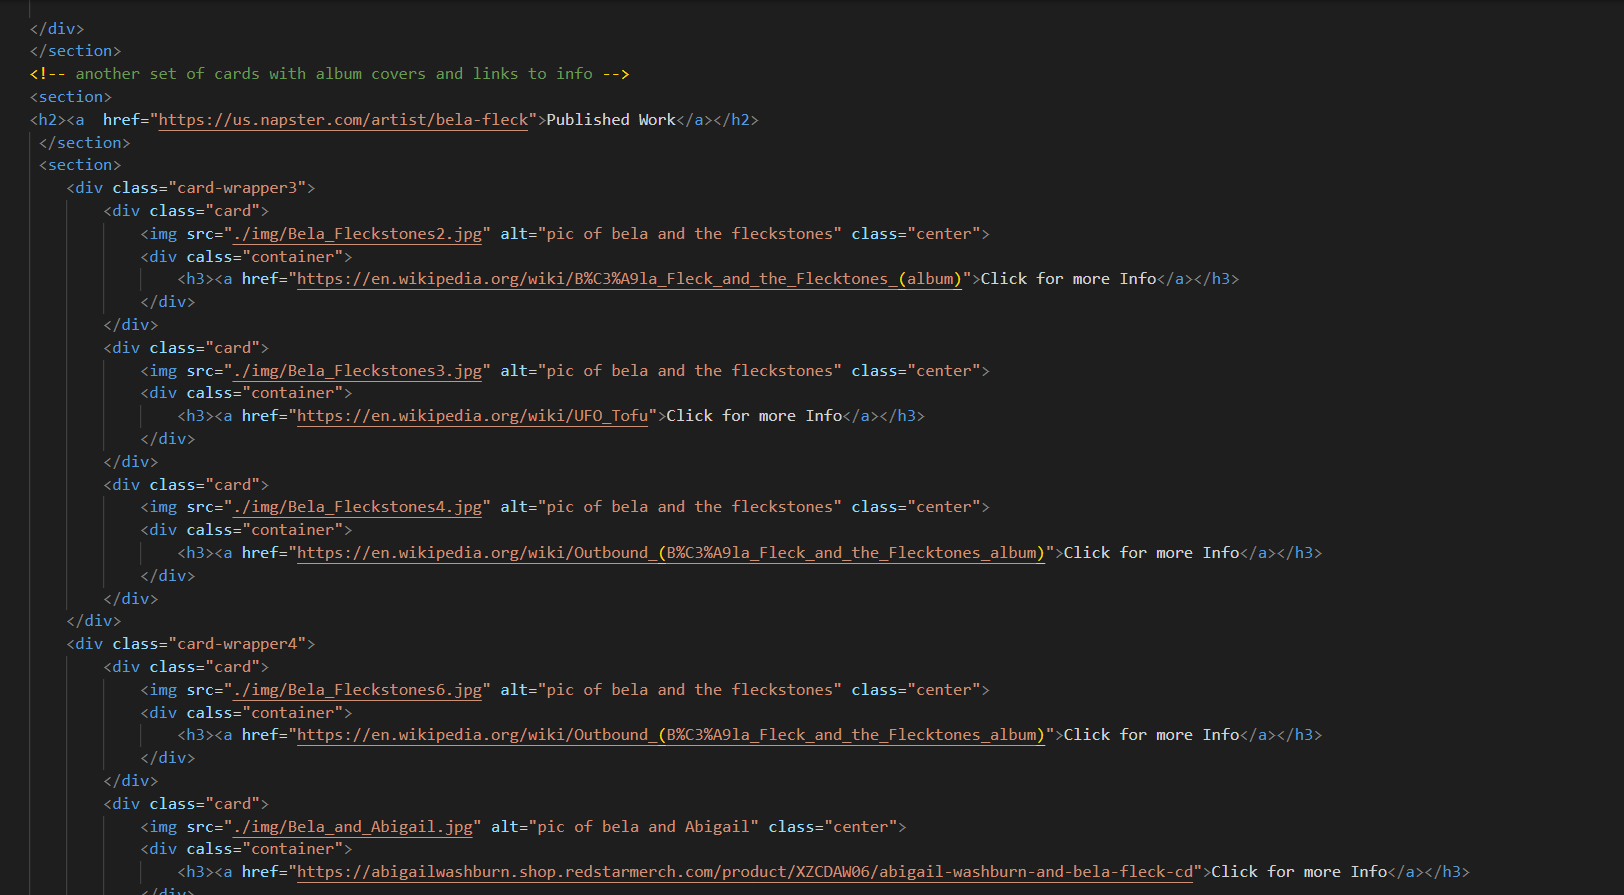 </div>
</section>
<!-- another set of cards with album covers and links to info -->
<section>
<h2><a  href="https://us.napster.com/artist/bela-fleck">Published Work</a></h2>
</section>
<section>
<div class="card-wrapper3">
<div class="card">
<img src="./img/Bela_Fleckstones2.jpg" alt="pic of bela and the fleckstones" class="center">
<div calss="container">
<h3><a href="https://en.wikipedia.org/wiki/B%C3%A9la_Fleck_and_the_Flecktones_(album)">Click for more Info</a></h3>
</div>
</div>
<div class="card">
<img src="./img/Bela_Fleckstones3.jpg" alt="pic of bela and the fleckstones" class="center">
<div calss="container">
<h3><a href="https://en.wikipedia.org/wiki/UFO_Tofu">Click for more Info</a></h3>
</div>
</div>
<div class="card">
<img src="./img/Bela_Fleckstones4.jpg" alt="pic of bela and the fleckstones" class="center">
<div calss="container">
<h3><a href="https://en.wikipedia.org/wiki/Outbound_(B%C3%A9la_Fleck_and_the_Flecktones_album)">Click for more Info</a></h3>
</div>
</div>
</div>
<div class="card-wrapper4">
<div class="card">
<img src="./img/Bela_Fleckstones6.jpg" alt="pic of bela and the fleckstones" class="center">
<div calss="container">
<h3><a href="https://en.wikipedia.org/wiki/Outbound_(B%C3%A9la_Fleck_and_the_Flecktones_album)">Click for more Info</a></h3>
</div>
</div>
<div class="card">
<img src="./img/Bela_and_Abigail.jpg" alt="pic of bela and Abigail" class="center">
<div calss="container">
<h3><a href="https://abigailwashburn.shop.redstarmerch.com/product/XZCDAW06/abigail-washburn-and-bela-fleck-cd">Click for more Info</a></h3>
</div>